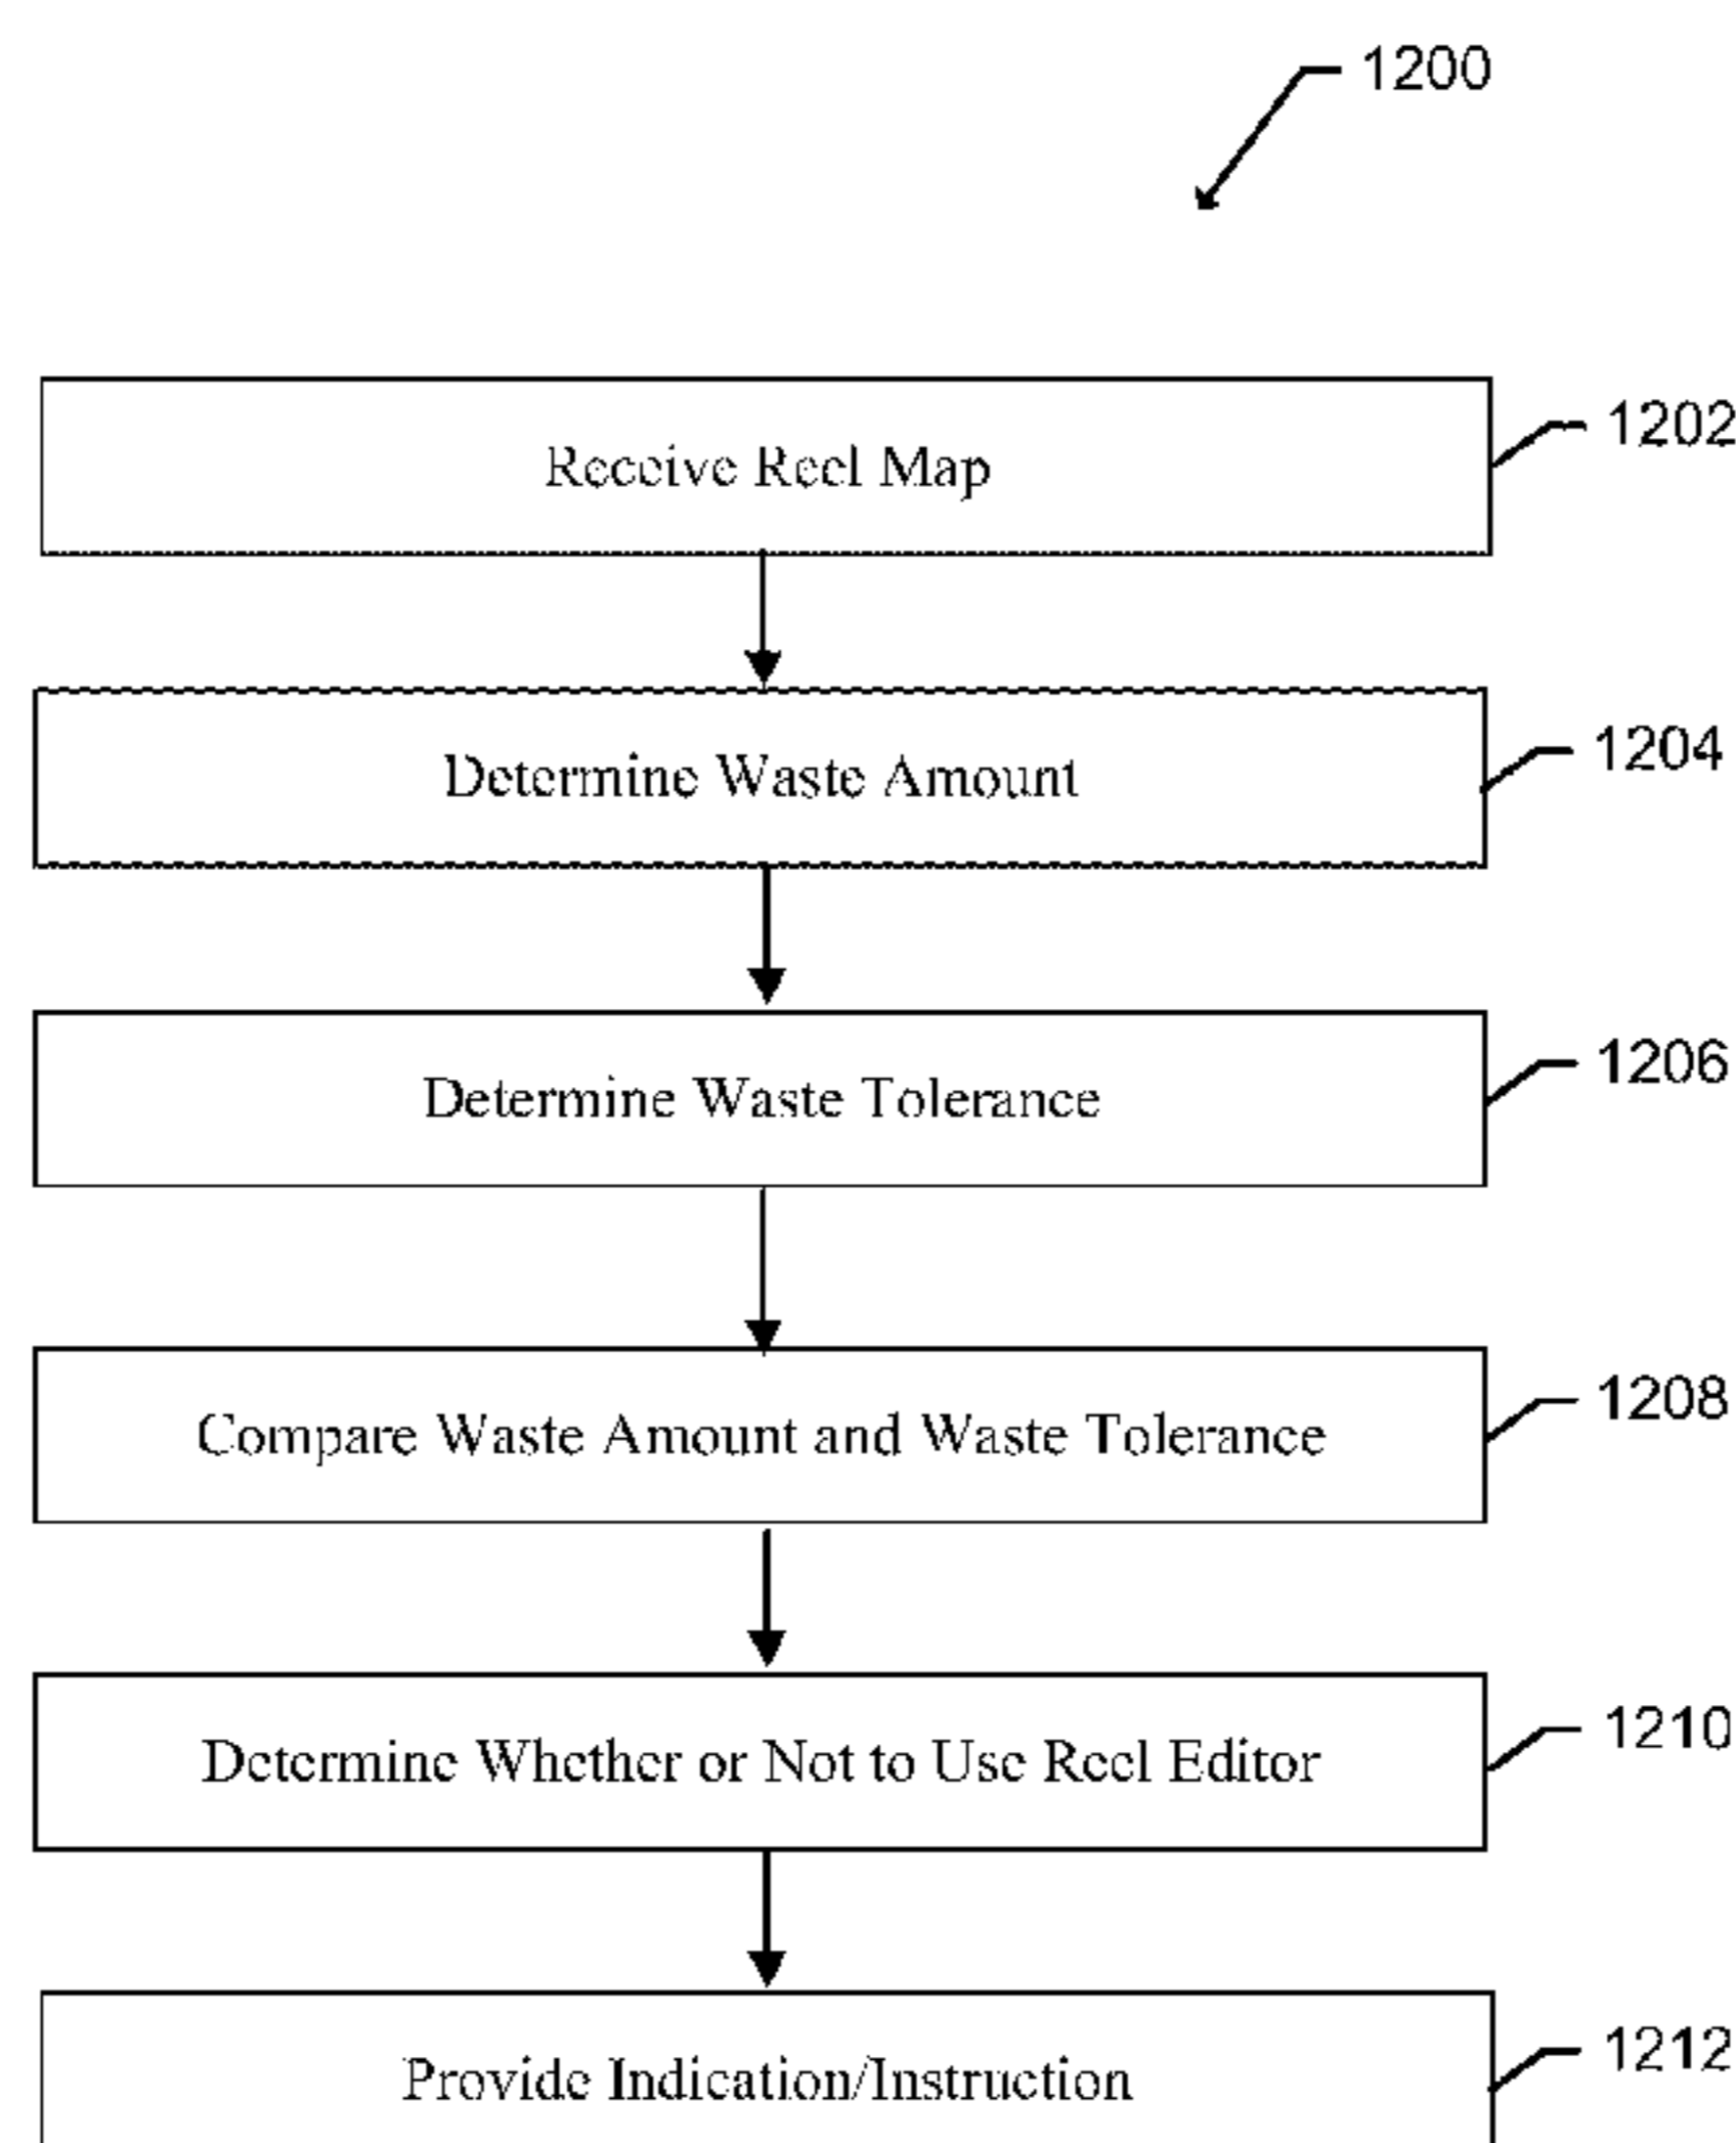 1200
Receive Reel Map
1202
Determine Waste Amount
1204
Determine Waste Tolerance
1206
Compare Waste Amount and Waste Tolerance
1208
Determine Whether or Not to Use Reel Editor
1210
Provide Indication/Instruction
1212